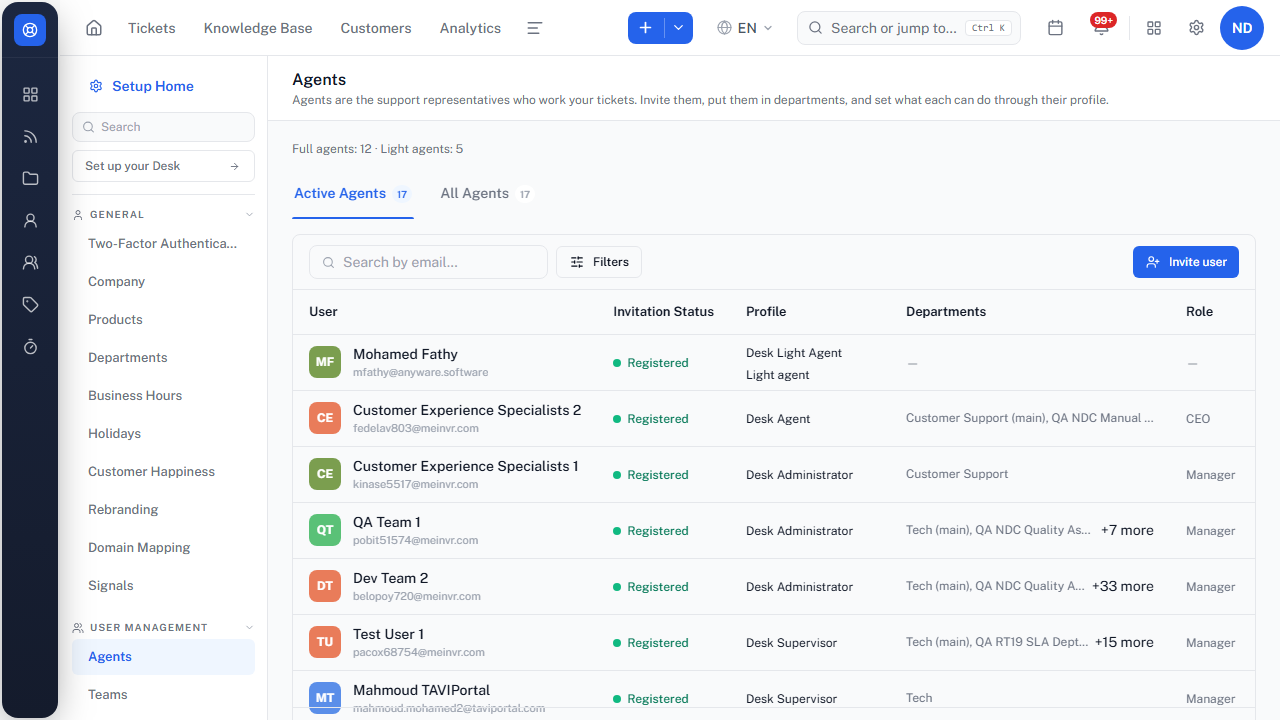 Tickets
Knowledge Base
Customers
Analytics
EN
Search or jump to...
Ctrl K
99+
ND
Setup Home
Search
Set up your Desk
GENERAL
Two-Factor Authentica...
Company
Products
Departments
Business Hours
Holidays
Customer Happiness
Rebranding
Domain Mapping
Signals
USER MANAGEMENT
Agents
Teams
Agents
Agents are the support representatives who work your tickets. Invite them, put them in departments, and set what each can do through their profile.
Full agents: 12 · Light agents: 5
Active Agents 17
All Agents 17
Search by email...
Filters
Invite user
User Invitation Status Profile Departments Role
MF Mohamed Fathy
mfathy@anyware.software
Registered
Desk Light Agent
Light agent
—
—
CE Customer Experience Specialists 2
fedelav803@meinvr.com
Registered
Desk Agent
Customer Support (main), QA NDC Manual ...
CEO
CE Customer Experience Specialists 1
kinase5517@meinvr.com
Registered
Desk Administrator
Customer Support
Manager
QT QA Team 1
pobit51574@meinvr.com
Registered
Desk Administrator
Tech (main), QA NDC Quality As... +7 more
Manager
DT Dev Team 2
belopoy720@meinvr.com
Registered
Desk Administrator
Tech (main), QA NDC Quality A... +33 more
Manager
TU Test User 1
pacox68754@meinvr.com
Registered
Desk Supervisor
Tech (main), QA RT19 SLA Dept... +15 more
Manager
MT Mahmoud TAVIPortal
mahmoud.mohamed2@taviportal.com
Registered
Desk Supervisor
Tech
Manager